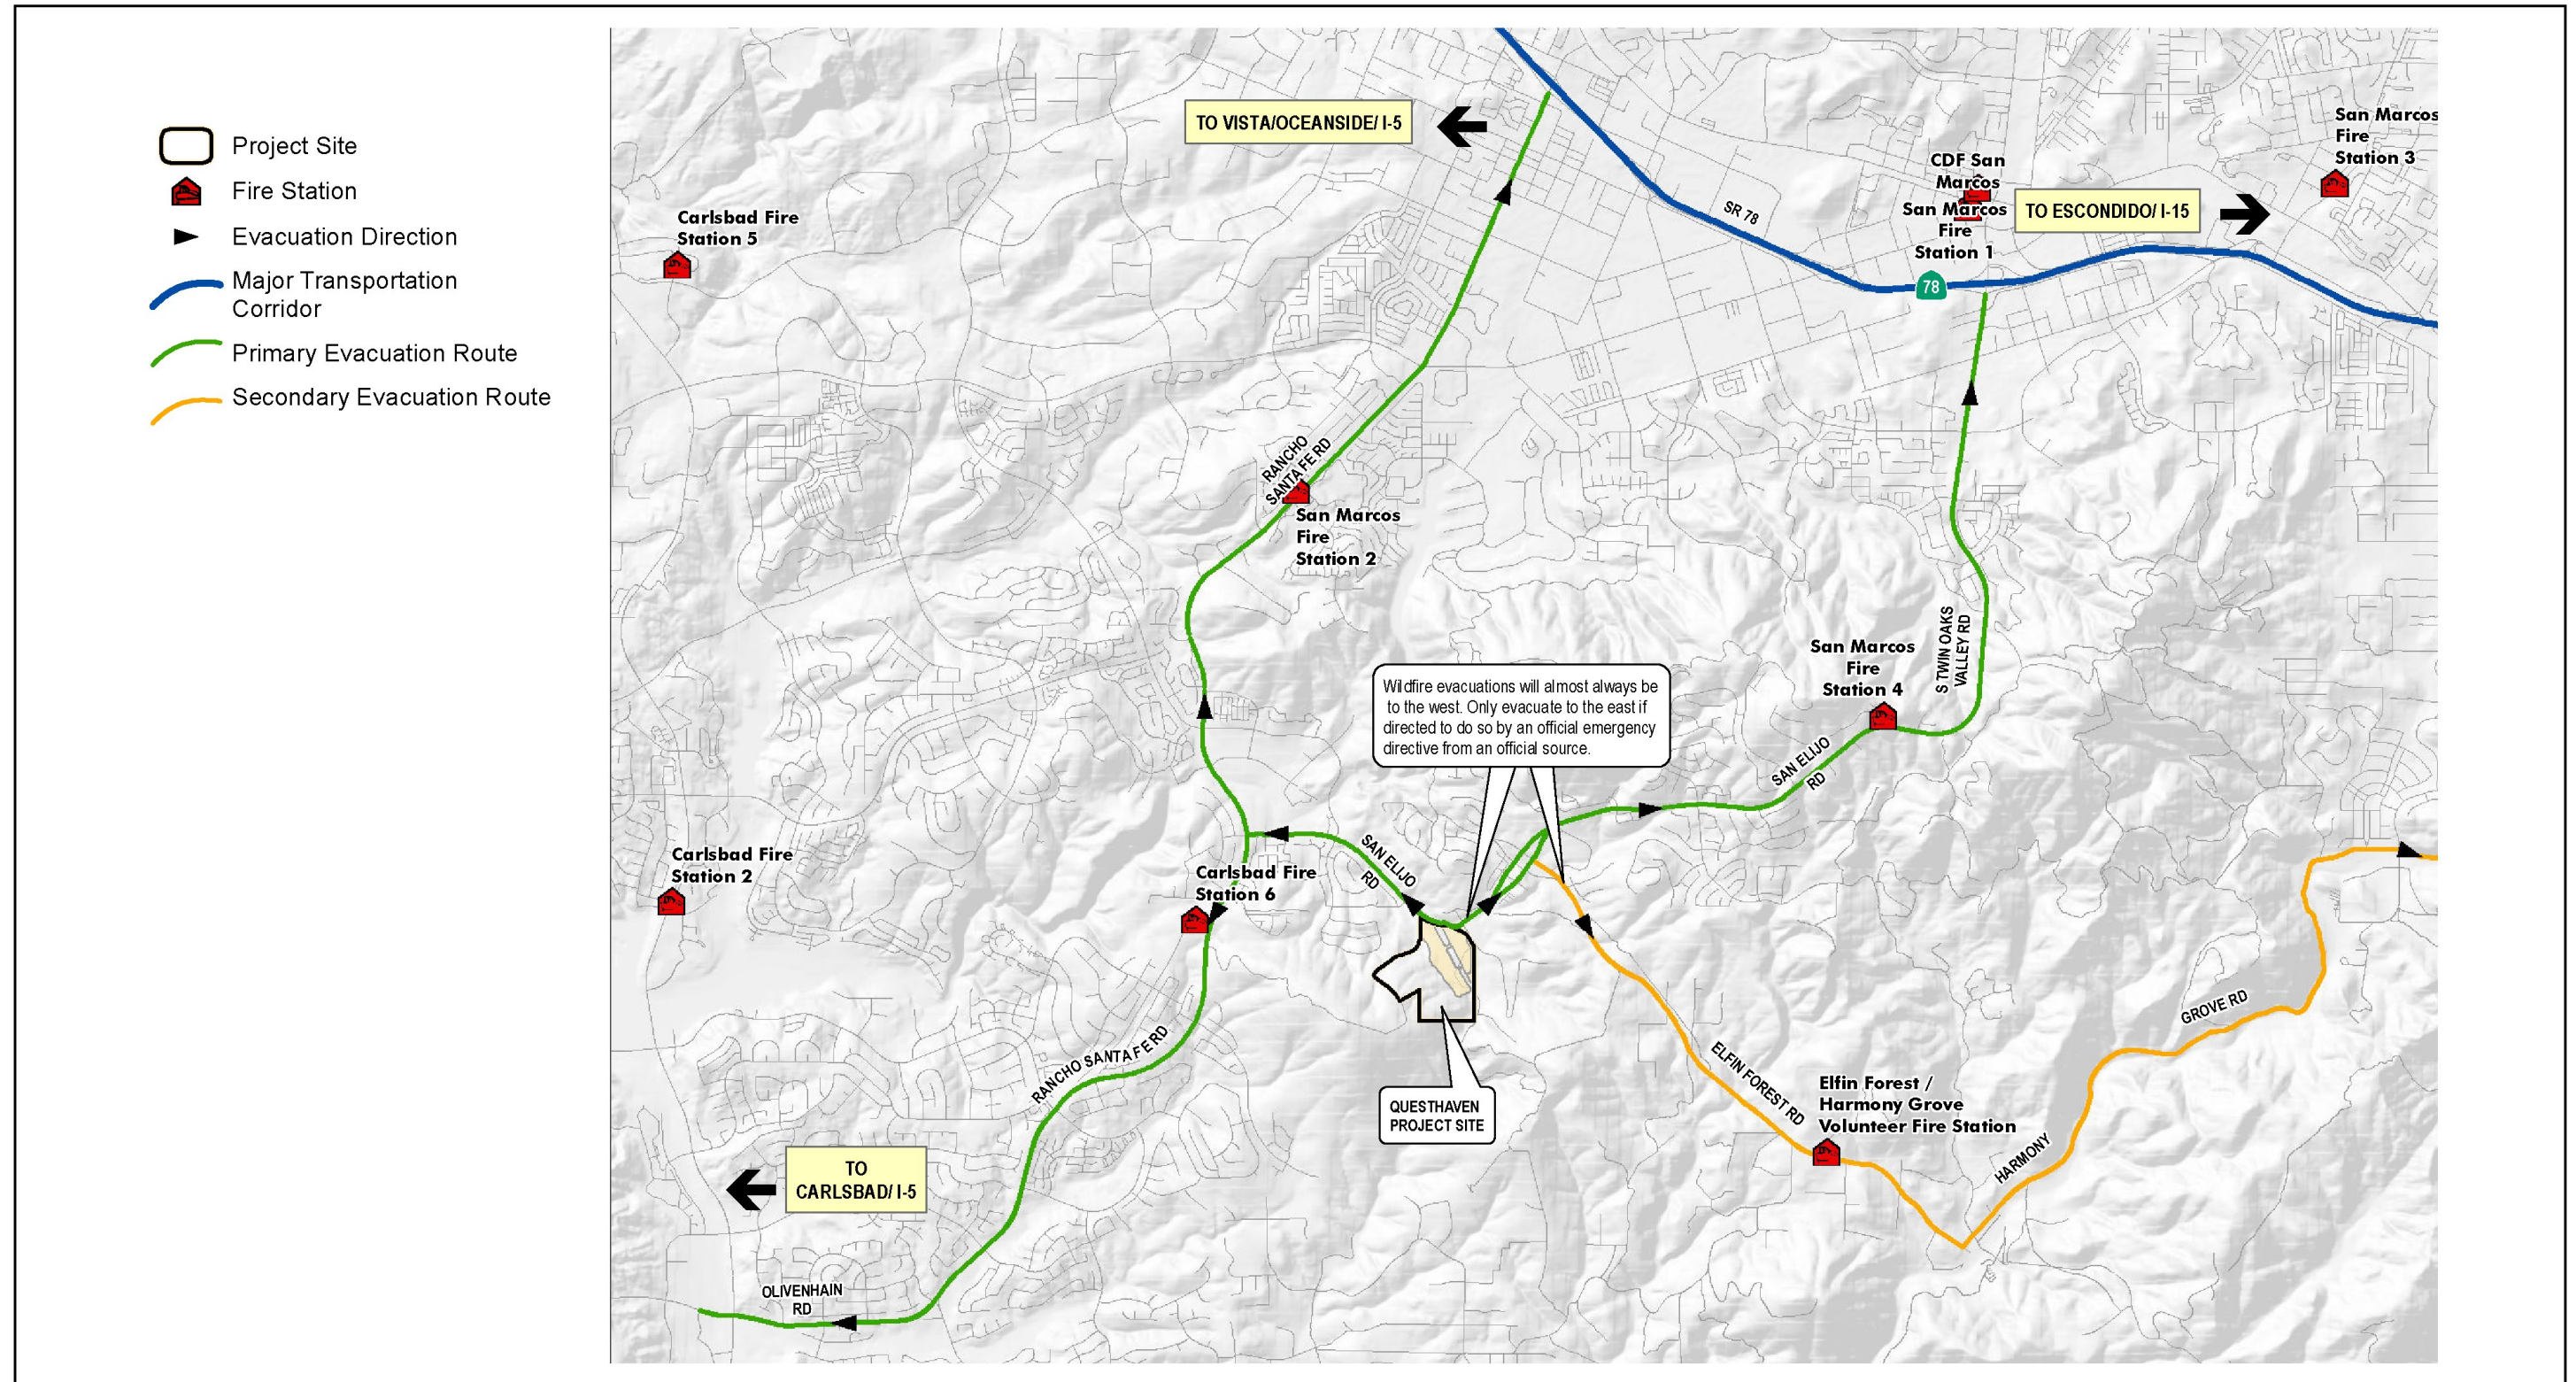 Project Site
Fire Station
Evacuation Direction
Major Transportation
Corridor
Primary Evacuation Route
Secondary Evacuation Route
TO VISTA/OCEANSIDE/ I-5
San Marcos
Fire
Station 3
CDF San
Marcos
San Marcos
Fire
Station 1
TO ESCONDIDO/ I-15
SR 78
78
Carlsbad Fire
Station 5
RANCHO
SANTA FE RD
San Marcos
Fire
Station 2
S TWIN OAKS
VALLEY RD
San Marcos
Fire
Station 4
Wildfire evacuations will almost always be
to the west. Only evacuate to the east if
directed to do so by an official emergency
directive from an official source.
SAN ELIJO
RD
SAN ELIJO
RD
Carlsbad Fire
Station 2
Carlsbad Fire
Station 6
GROVE RD
RANCHO SANTA FE RD
ELFIN FOREST RD
Elfin Forest /
Harmony Grove
Volunteer Fire Station
QUESTHAVEN
PROJECT SITE
HARMONY
TO
CARLSBAD/ I-5
OLIVENHAIN
RD